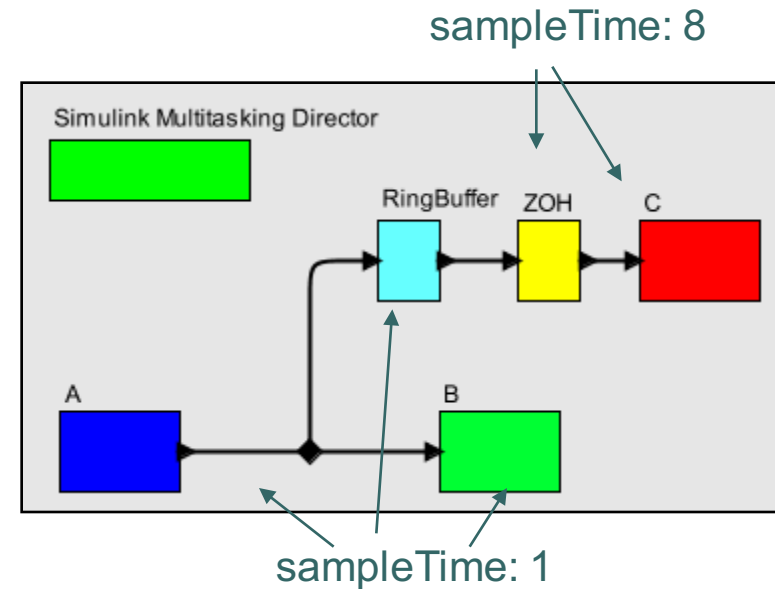 sampleTime: 8
Simulink Multitasking Director
RingBuffer ZOH C
A B
sampleTime: 1